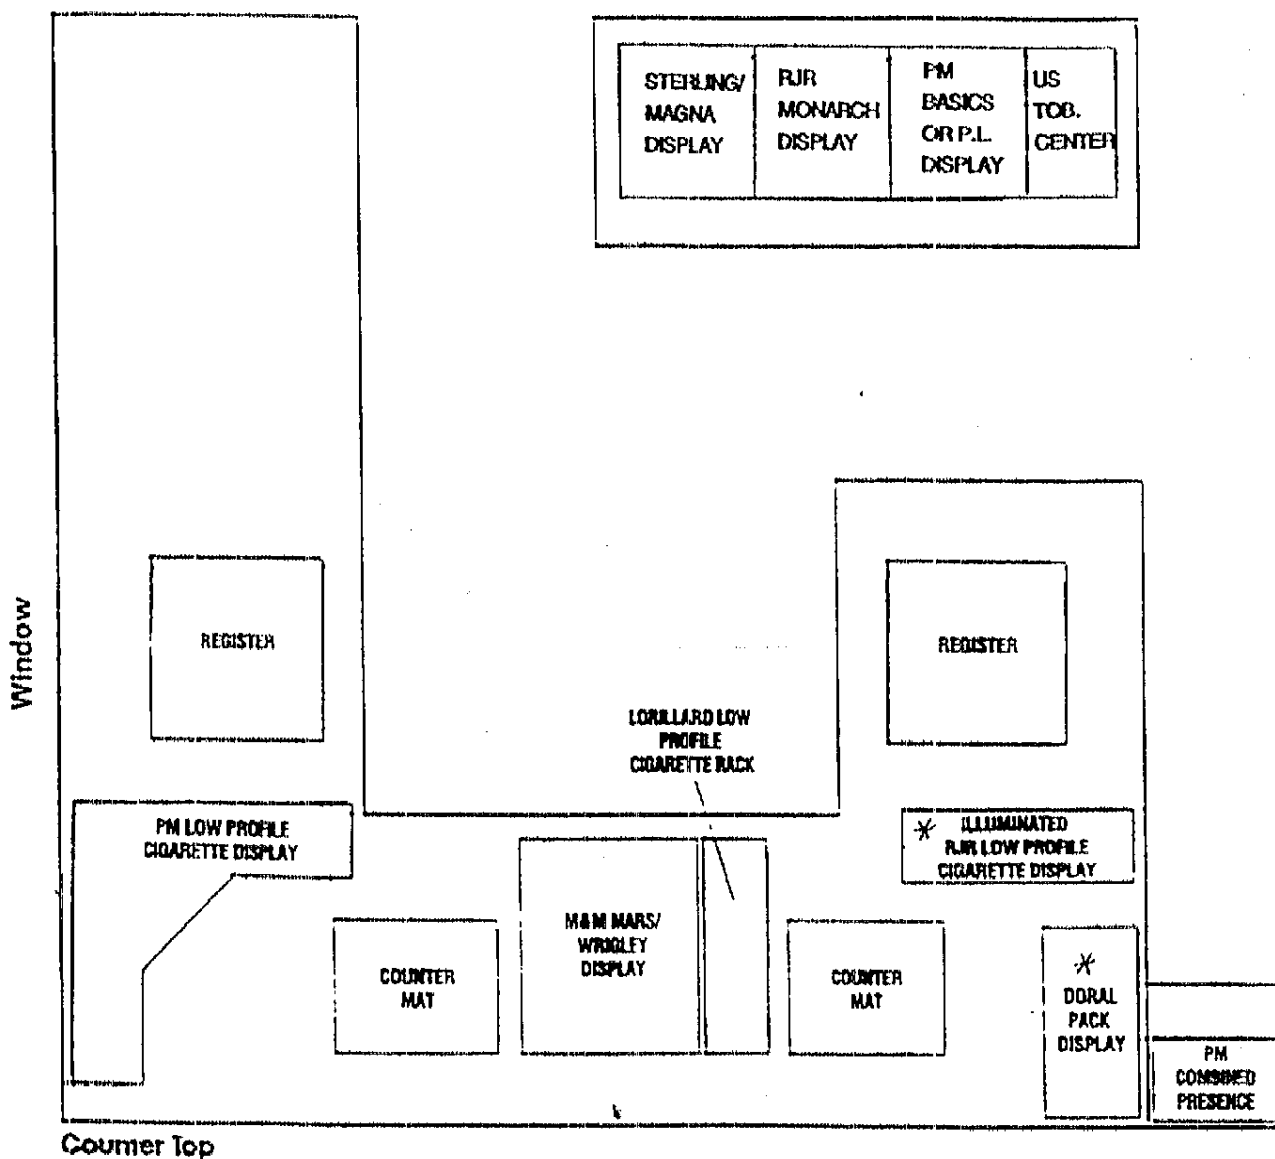 STERLING/
MAGNA
DISPLAY
RJR
MONARCH
DISPLAY
PM
BASICS
OR P.L.
DISPLAY
US
TOB.
CENTER
Window
REGISTER
REGISTER
LORILLARD LOW
PROFILE
CIGARETTE RACK
PM LOW PROFILE
CIGARETTE DISPLAY
* ILLUMINATED
RJR LOW PROFILE
CIGARETTE DISPLAY
COUNTER
MAT
M&M MARS/
WRIGLEY
DISPLAY
COUNTER
MAT
*
DORAL
PACK
DISPLAY
PM
COMBINED
PRESENCE
Counter Top